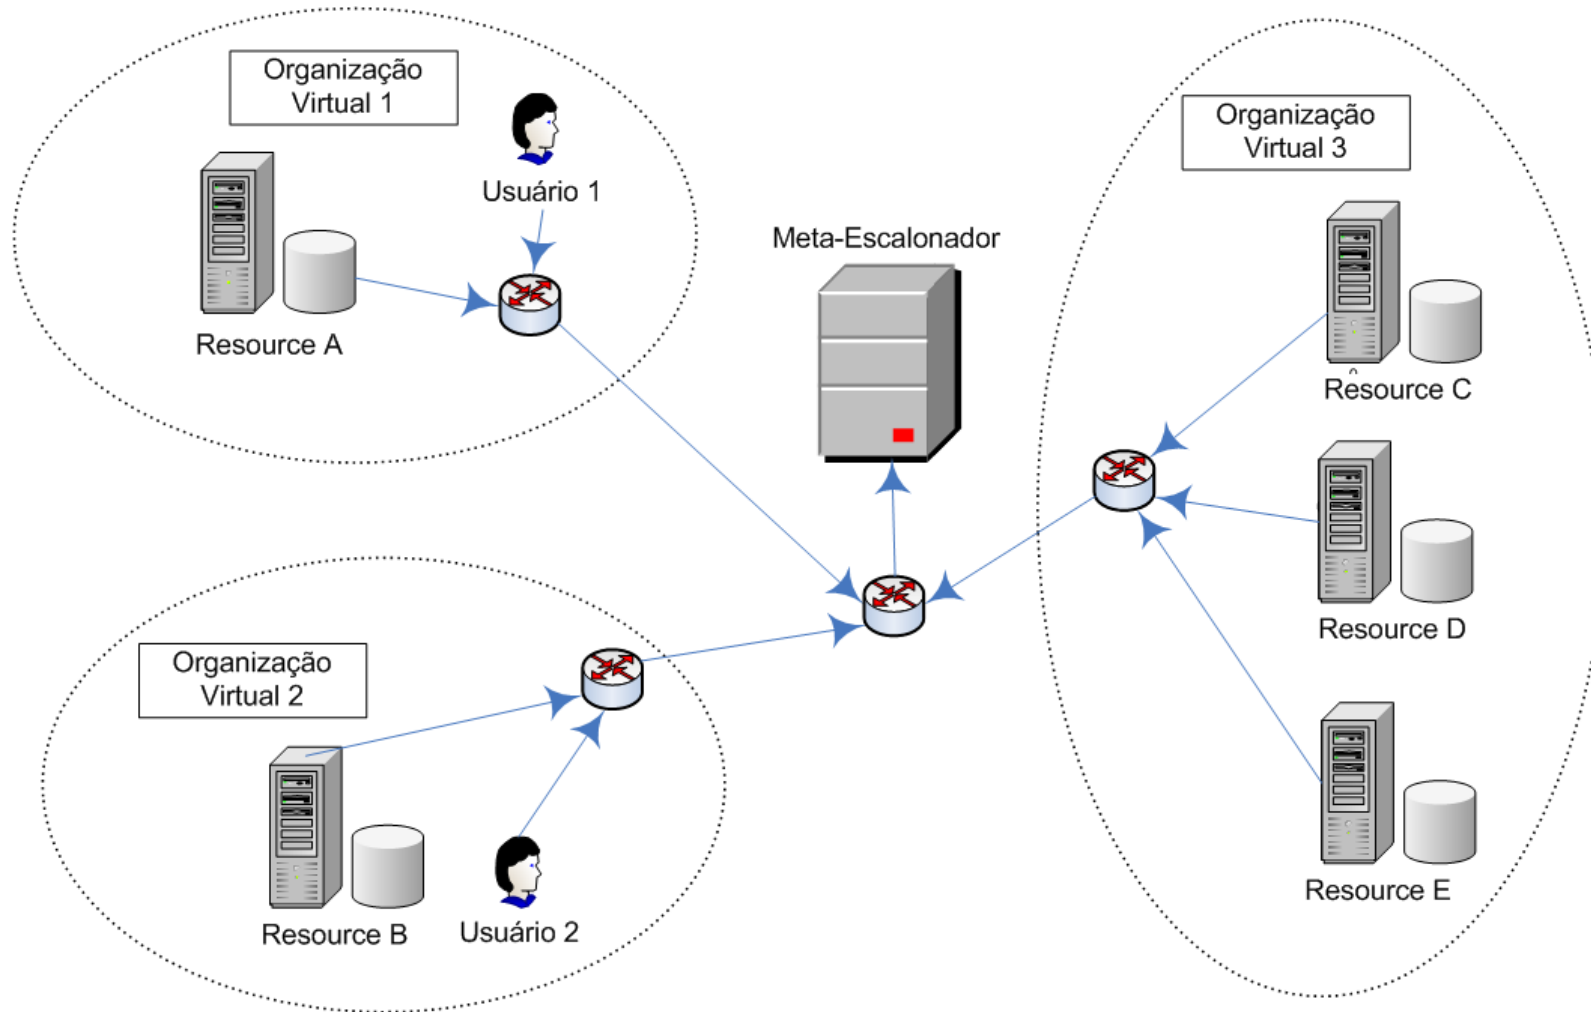 Organização
Virtual 1
Usuário 1
Resource A
Meta-Escalonador
Organização
Virtual 3
Resource C
Resource D
Resource E
Organização
Virtual 2
Resource B
Usuário 2